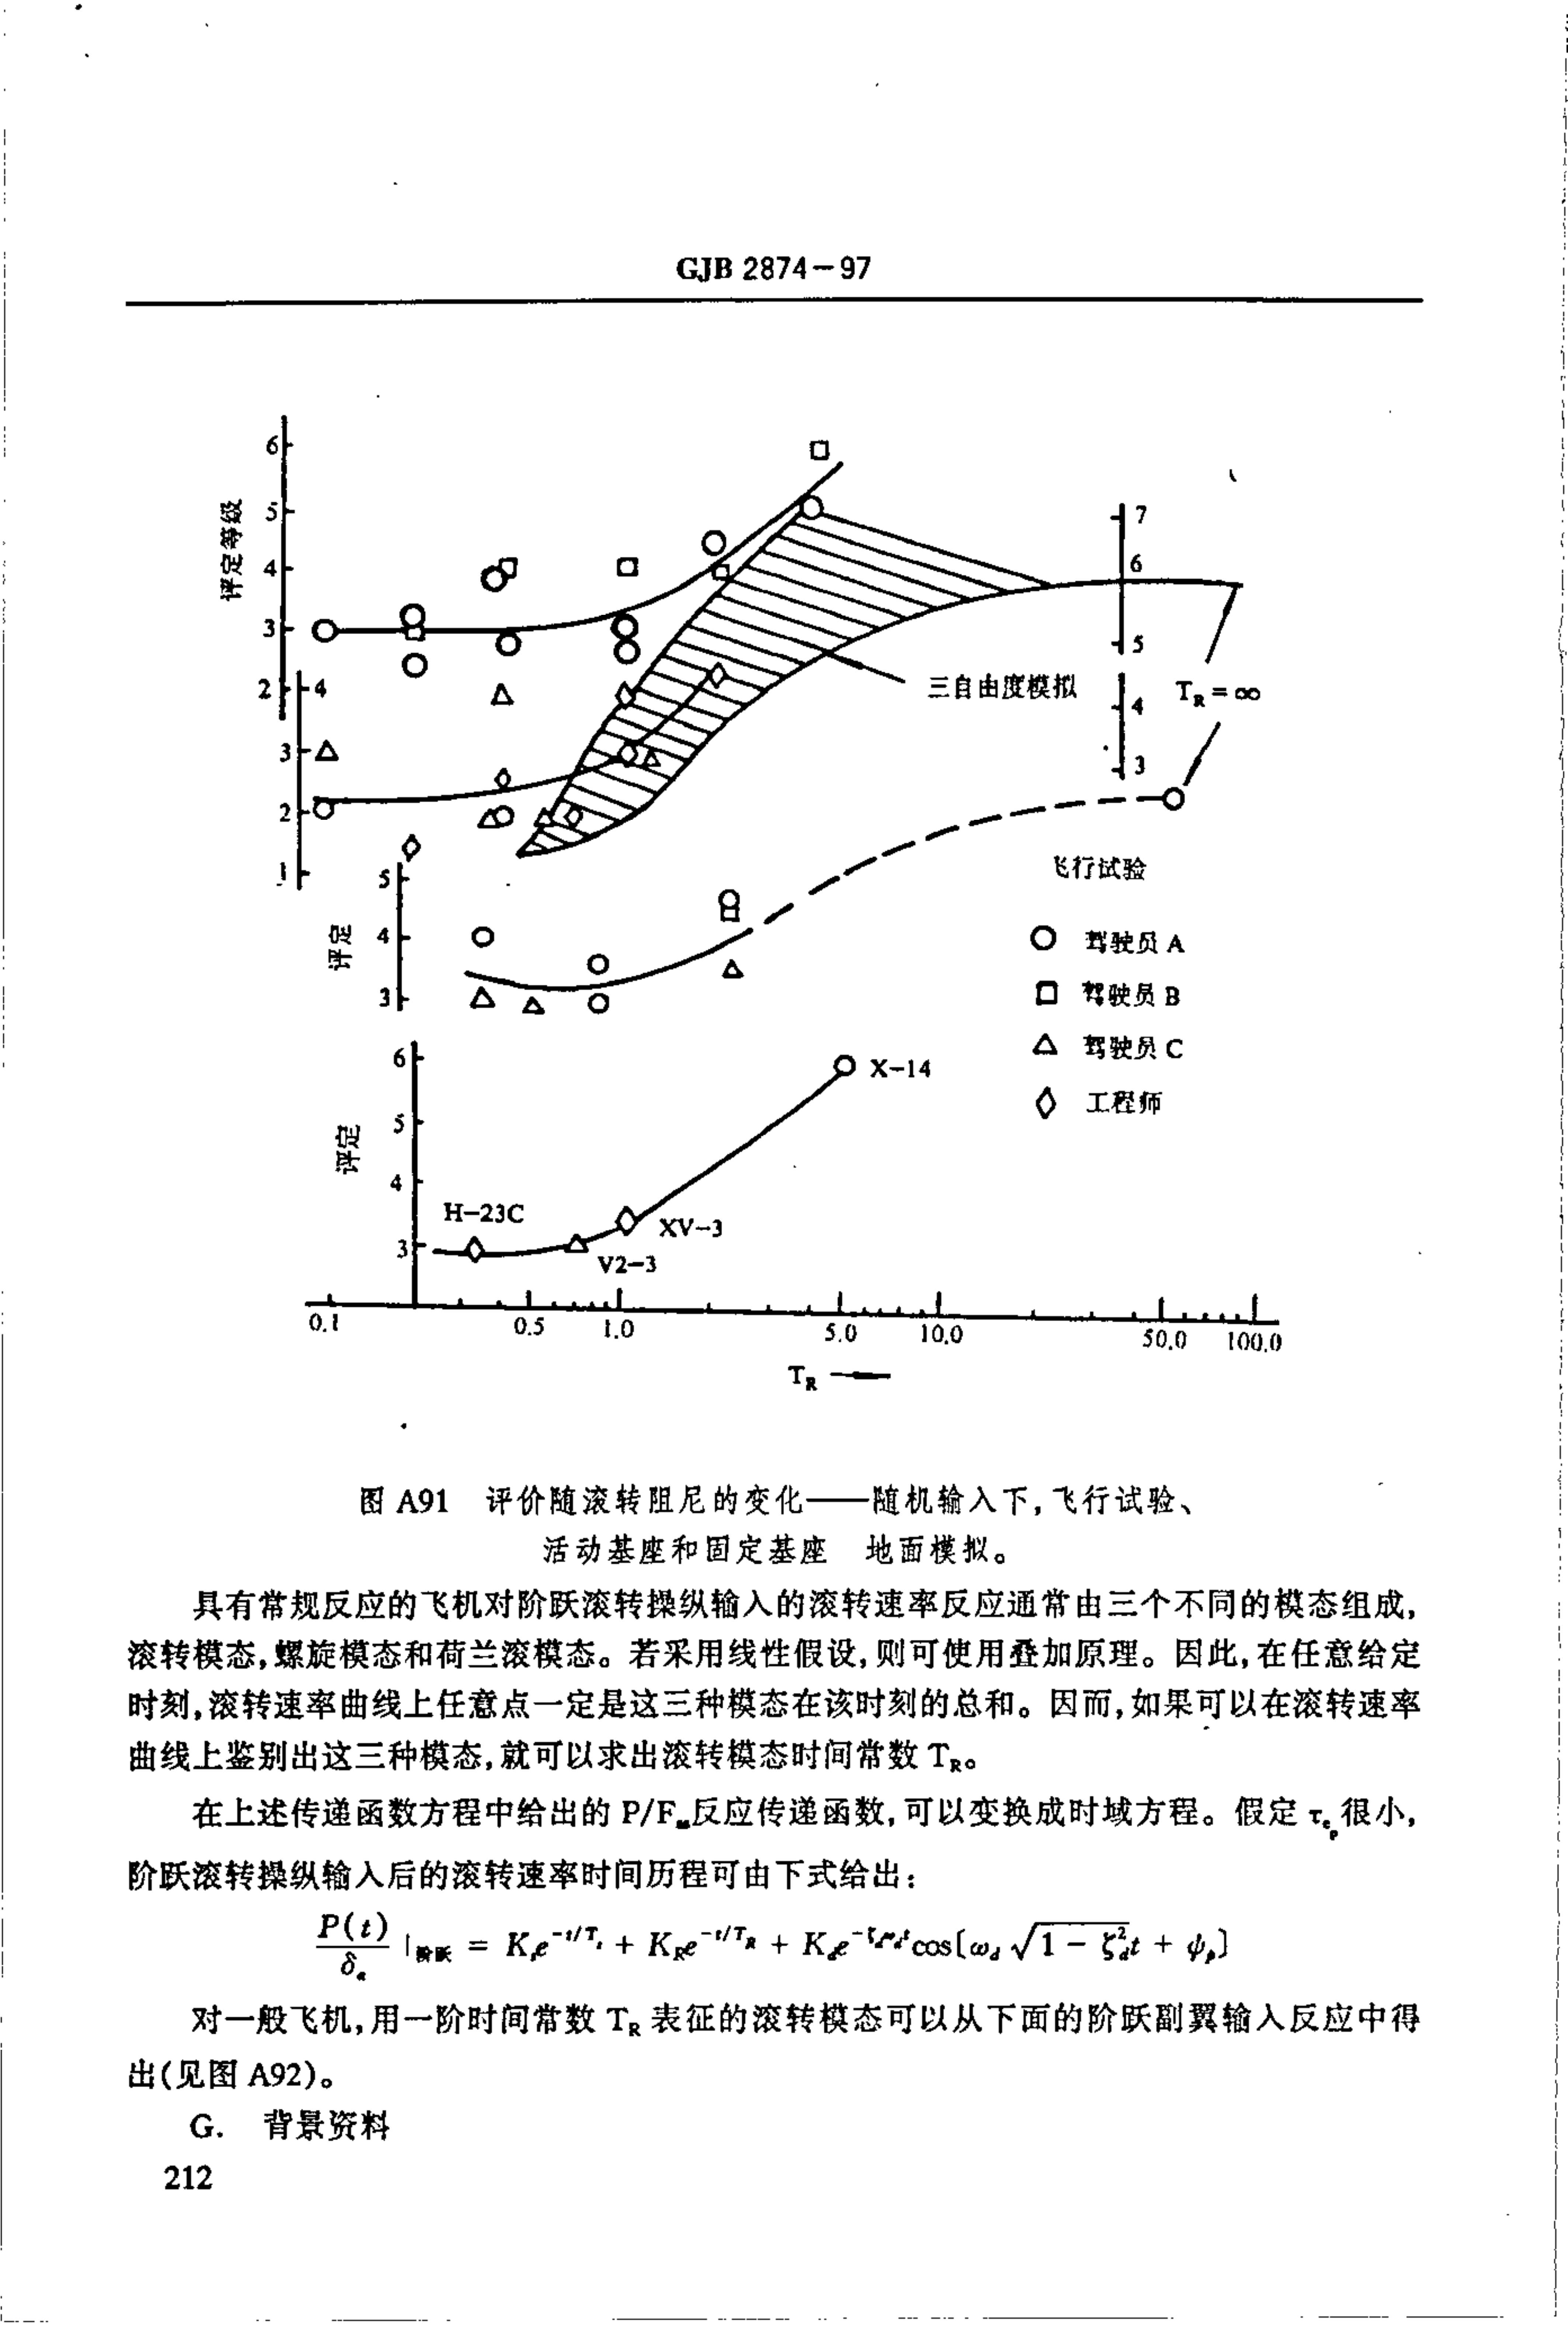 GJB 2874-97
评定等级
6
5
4
3
2
4
3
2
1
7
6
5
4
3
三自由度模拟
T_R=∞
评定
5
4
3
飞行试验
○ 驾驶员 A
□ 驾驶员 B
△ 驾驶员 C
◇ 工程师
评定
6
5
4
3
H-23C
V2-3
XV-3
X-14
0.1 0.5 1.0 5.0 10.0 50.0 100.0
T_R
图 A91 评价随滚转阻尼的变化——随机输入下,飞行试验、
活动基座和固定基座 地面模拟。
具有常规反应的飞机对阶跃滚转操纵输入的滚转速率反应通常由三个不同的模态组成,
滚转模态,螺旋模态和荷兰滚模态。若采用线性假设,则可使用叠加原理。因此,在任意给定
时刻,滚转速率曲线上任意点一定是这三种模态在该时刻的总和。因而,如果可以在滚转速率
曲线上鉴别出这三种模态,就可以求出滚转模态时间常数 T_R。
在上述传递函数方程中给出的 P/F 反应传递函数,可以变换成时域方程。假定 τ_{e_p} 很小,
阶跃滚转操纵输入后的滚转速率时间历程可由下式给出:
P(t)/δ_a |阶跃 = K_s e^{-t/T_s} + K_R e^{-t/T_R} + K_d e^{-ζ_d ω_d t} cos[ω_d √(1-ζ_d^2) t + ψ_p]
对一般飞机,用一阶时间常数 T_R 表征的滚转模态可以从下面的阶跃副翼输入反应中得
出(见图 A92)。
G. 背景资料
212